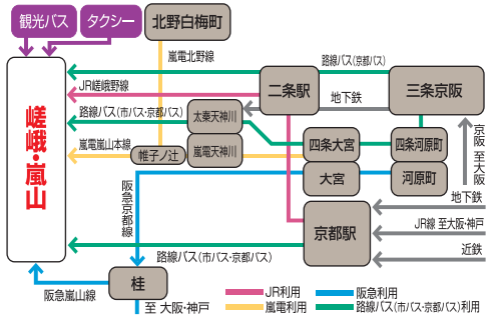 観光バス
タクシー
北野白梅町
嵐電北野線
路線バス(京都バス)
JR嵯峨野線
二条駅
三条京阪
地下鉄
路線バス(市バス・京都バス)
嵯峨・嵐山
太秦天神川
嵐電天神川
嵐電嵐山本線
帷子ノ辻
四条大宮
四条河原町
大宮
河原町
京阪 至 大阪
阪急京都線
地下鉄
京都駅
JR線 至大阪・神戸
近鉄
路線バス(市バス・京都バス)
桂
阪急嵐山線
至 大阪・神戸
JR利用
阪急利用
嵐電利用
路線バス(市バス・京都バス)利用